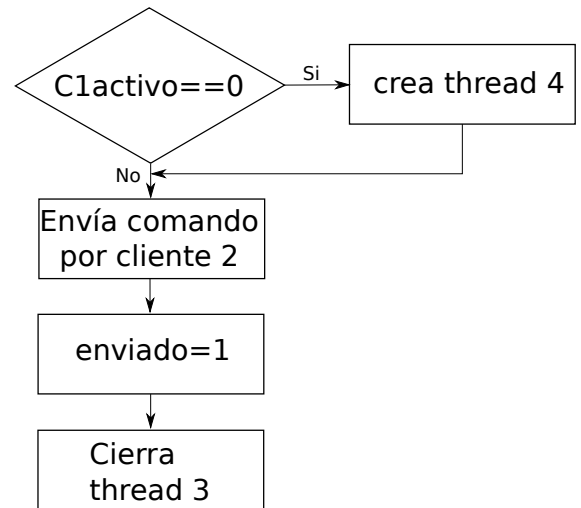 C1activo==0
Si
crea thread 4
No
Envía comando
por cliente 2
enviado=1
Cierra
thread 3